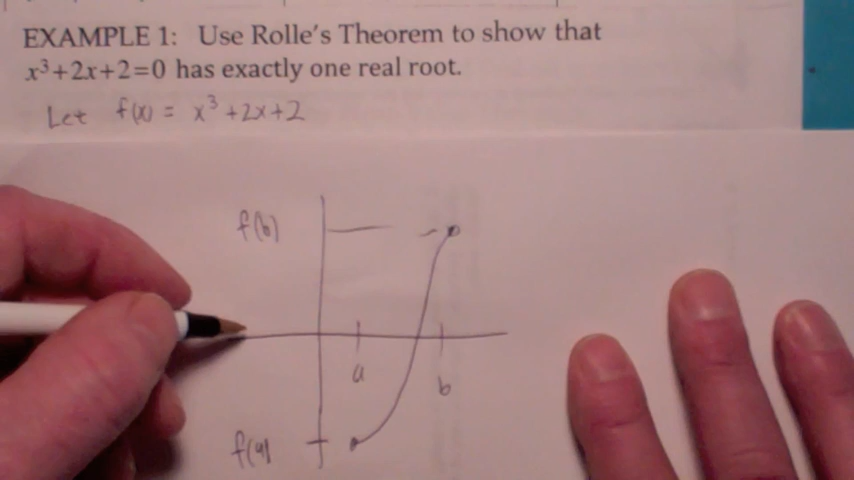 EXAMPLE 1: Use Rolle's Theorem to show that
x³+2x+2=0 has exactly one real root.
Let f(x) = x³+2x+2
f(b)
a
b
f(a)